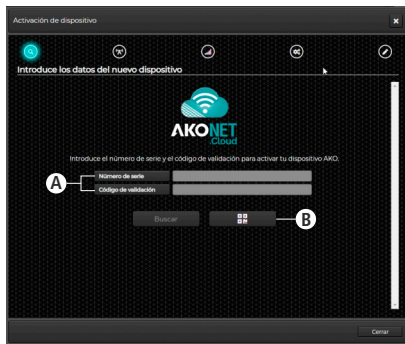 Activación de dispositivo
Introduce los datos del nuevo dispositivo
AKONET
.Cloud
Introduce el número de serie y el código de validación para activar tu dispositivo AKO.
A
Número de serie
Código de validación
Buscar
B
Cerrar